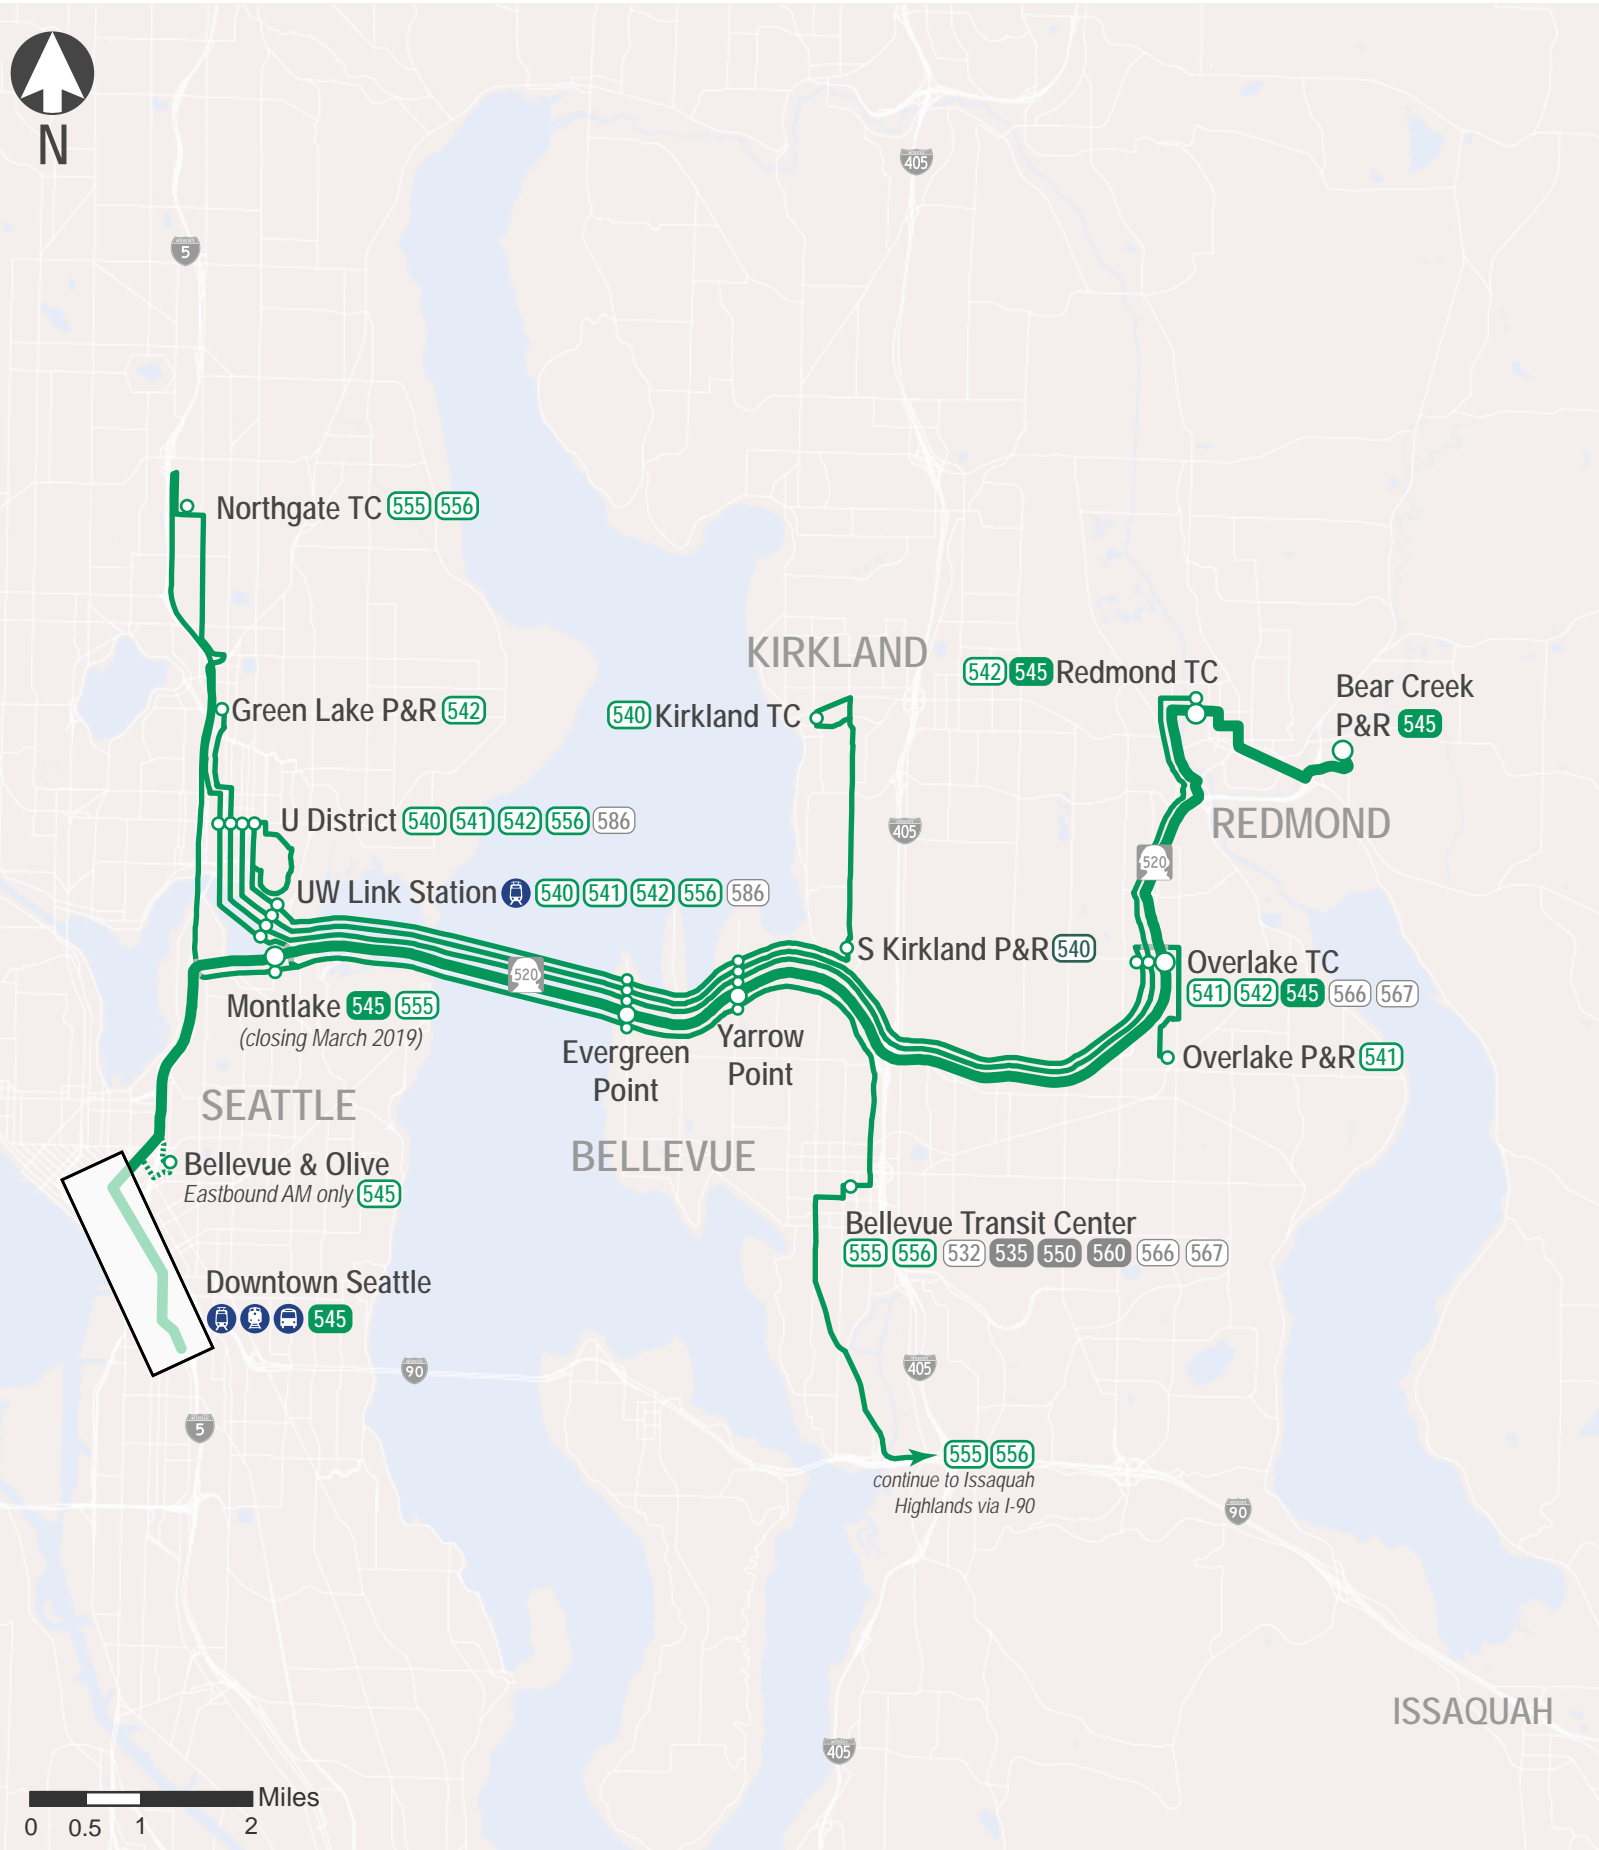 N
INTERSTATE
405
INTERSTATE
5
Northgate TC 555 556
KIRKLAND
542 545 Redmond TC
Bear Creek
P&R 545
Green Lake P&R 542
540 Kirkland TC
U District 540 541 542 556 586
405
REDMOND
520
UW Link Station 540 541 542 556 586
S Kirkland P&R 540
Overlake TC
541 542 545 566 567
520
Montlake 545 555
(closing March 2019)
Evergreen
Point
Yarrow
Point
Overlake P&R 541
SEATTLE
BELLEVUE
Bellevue & Olive
Eastbound AM only 545
Bellevue Transit Center
555 556 532 535 550 560 566 567
Downtown Seattle
545
90
405
5
555 556
continue to Issaquah
Highlands via I-90
90
ISSAQUAH
405
Miles
0 0.5 1 2